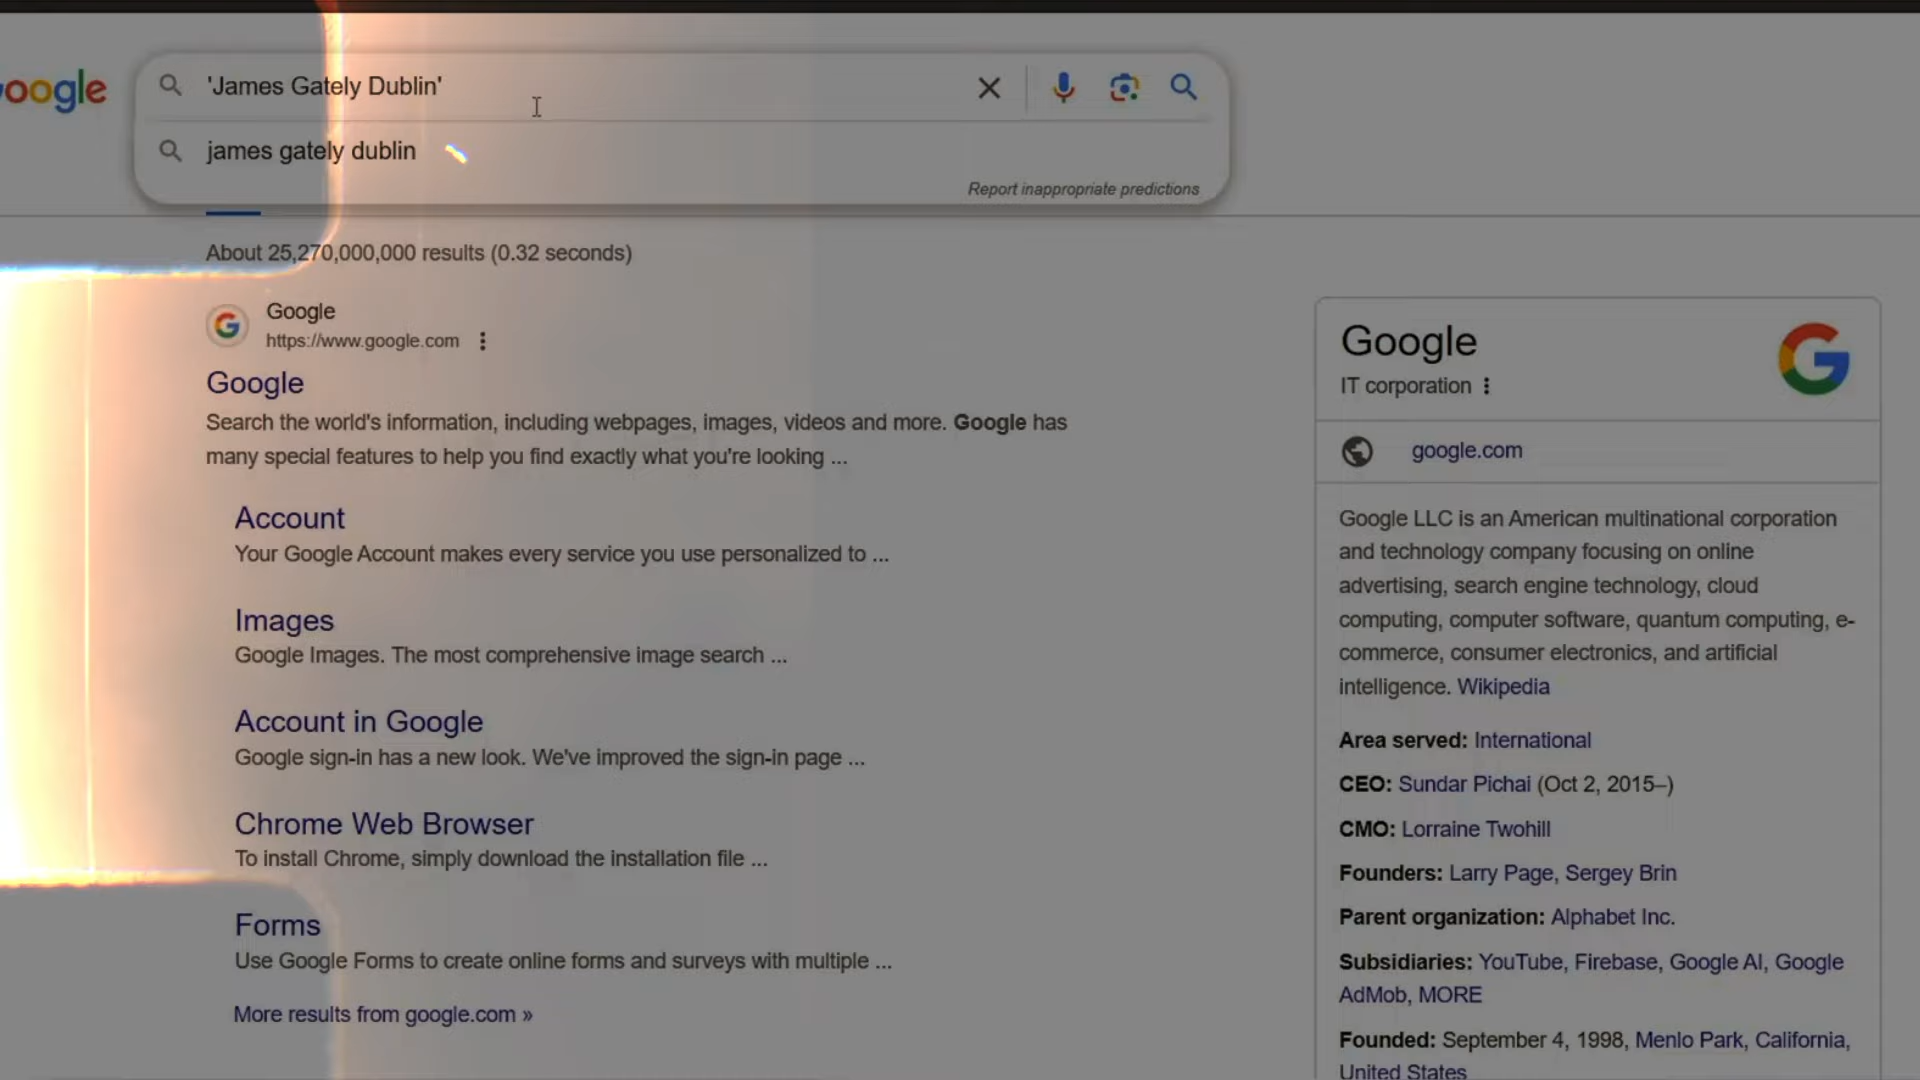 oogle
'James Gately Dublin'
james gately dublin
Report inappropriate predictions
About 25,270,000,000 results (0.32 seconds)
Google
https://www.google.com
Google
Search the world's information, including webpages, images, videos and more. Google has
many special features to help you find exactly what you're looking ...
Account
Your Google Account makes every service you use personalized to ...
Images
Google Images. The most comprehensive image search ...
Account in Google
Google sign-in has a new look. We've improved the sign-in page ...
Chrome Web Browser
To install Chrome, simply download the installation file ...
Forms
Use Google Forms to create online forms and surveys with multiple ...
More results from google.com »
Google
IT corporation
google.com
Google LLC is an American multinational corporation
and technology company focusing on online
advertising, search engine technology, cloud
computing, computer software, quantum computing, e-
commerce, consumer electronics, and artificial
intelligence. Wikipedia
Area served: International
CEO: Sundar Pichai (Oct 2, 2015–)
CMO: Lorraine Twohill
Founders: Larry Page, Sergey Brin
Parent organization: Alphabet Inc.
Subsidiaries: YouTube, Firebase, Google AI, Google
AdMob, MORE
Founded: September 4, 1998, Menlo Park, California,
United States